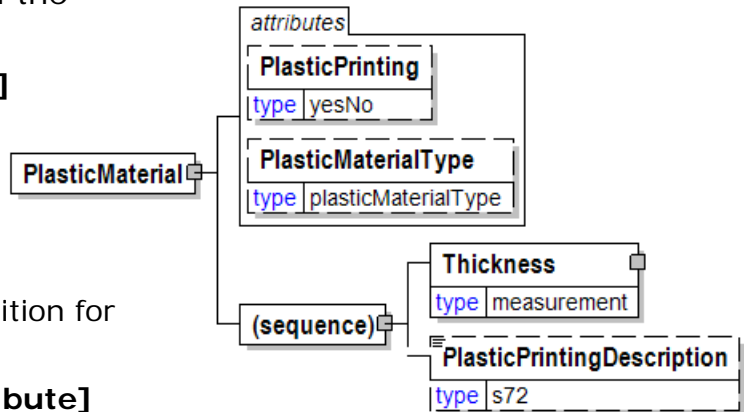 the
attributes
PlasticPrinting
]
type yesNo
PlasticMaterialType
PlasticMaterial
type plasticMaterialType
Thickness
type measurement
ition for
(sequence)
PlasticPrintingDescription
bute]
type s72